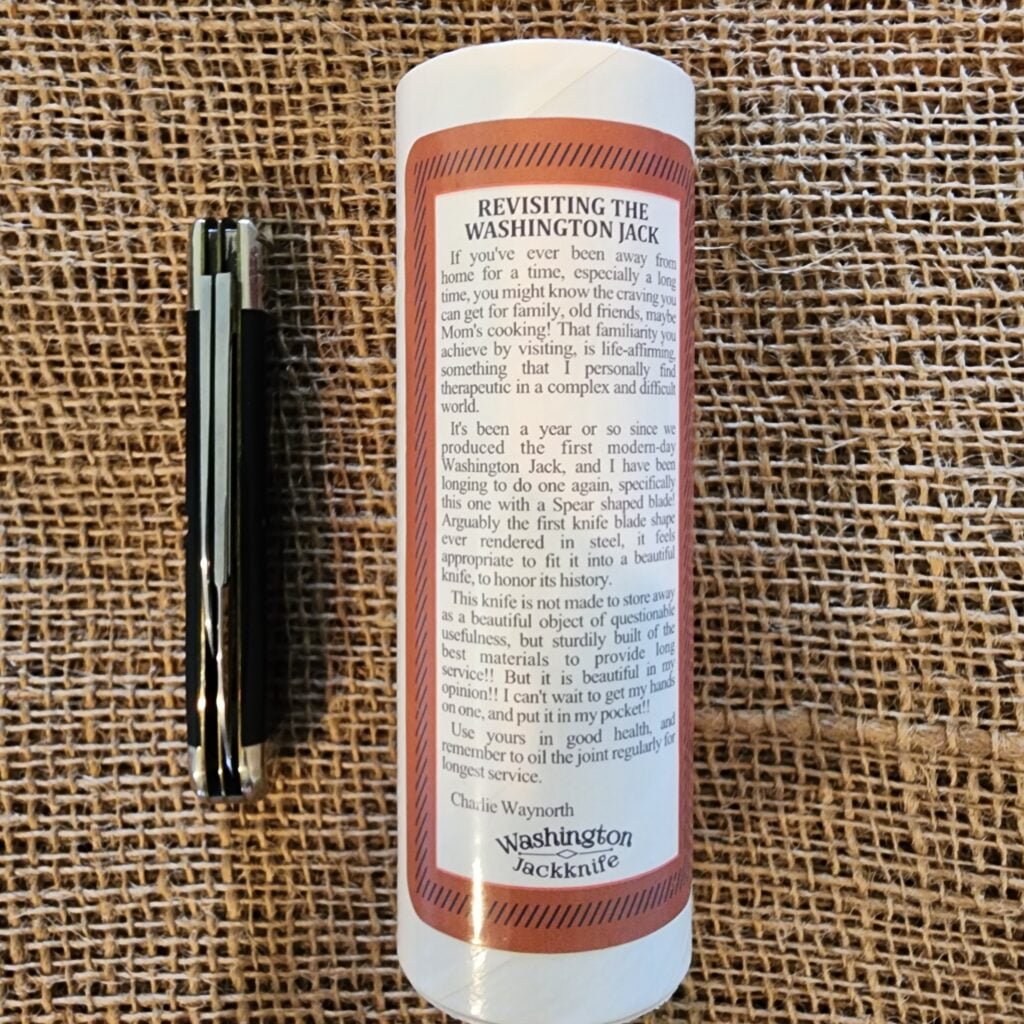 REVISITING THE
WASHINGTON JACK
If you've ever been away from
home for a time, especially a long
time, you might know the craving you
can get for family, old friends, maybe
Mom's cooking! That familiarity you
achieve by visiting, is life-affirming,
something that I personally find
therapeutic in a complex and difficult
world.
It's been a year or so since we
produced the first modern-day
Washington Jack, and I have been
longing to do one again, specifically
this one with a Spear shaped blade!
Arguably the first knife blade shape
ever rendered in steel, it feels
appropriate to fit it into a beautiful
knife, to honor its history.
This knife is not made to store away
as a beautiful object of questionable
usefulness, but sturdily built of the
best materials to provide long
service!! But it is beautiful in my
opinion!! I can't wait to get my hands
on one, and put it in my pocket!!
Use yours in good health, and
remember to oil the joint regularly for
longest service.
Charlie Waynorth
Washington
Jackknife